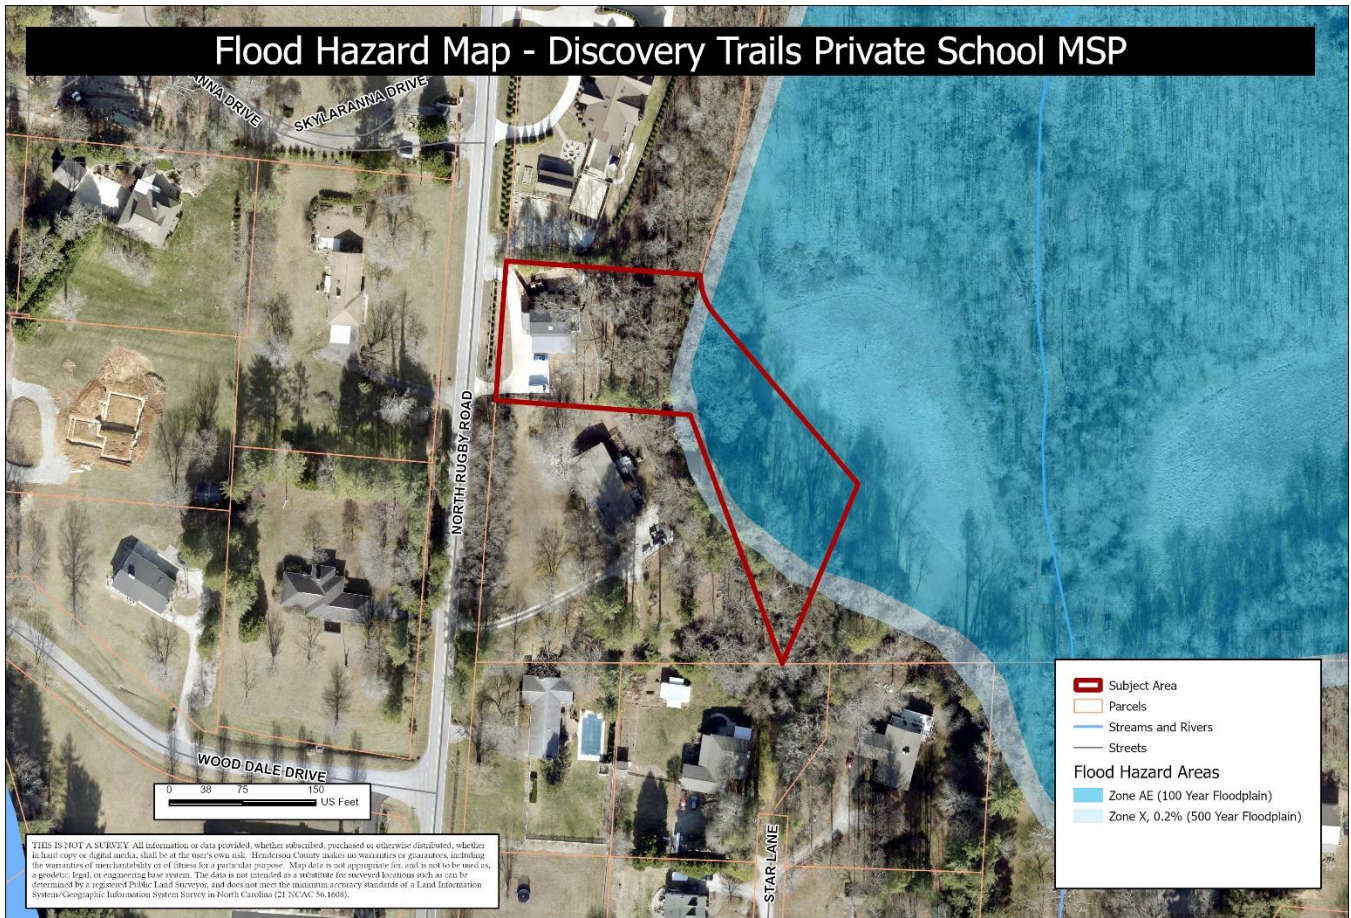 Flood Hazard Map - Discovery Trails Private School MSP
ANNA DRIVE
SKYLARANNA DRIVE
NORTH RUGBY ROAD
WOOD DALE DRIVE
STAR LANE
0 38 75 150
US Feet
THIS IS NOT A SURVEY. All information or data provided, whether subscribed, purchased or otherwise distributed, whether
in hard copy or digital media, shall be at the user's own risk. Henderson County makes no warranties or guarantees, including
the warranties of merchantability or of fitness for a particular purpose. Map data is not appropriate for, and is not to be used as,
a geodetic, legal, or engineering base system. The data is not intended as a substitute for surveyed locations such as can be
determined by a registered Public Land Surveyor, and does not meet the minimum accuracy standards of a Land Information
System/Geographic Information System Survey in North Carolina (21 NCAC 56.1608).
Subject Area
Parcels
Streams and Rivers
Streets
Flood Hazard Areas
Zone AE (100 Year Floodplain)
Zone X, 0.2% (500 Year Floodplain)